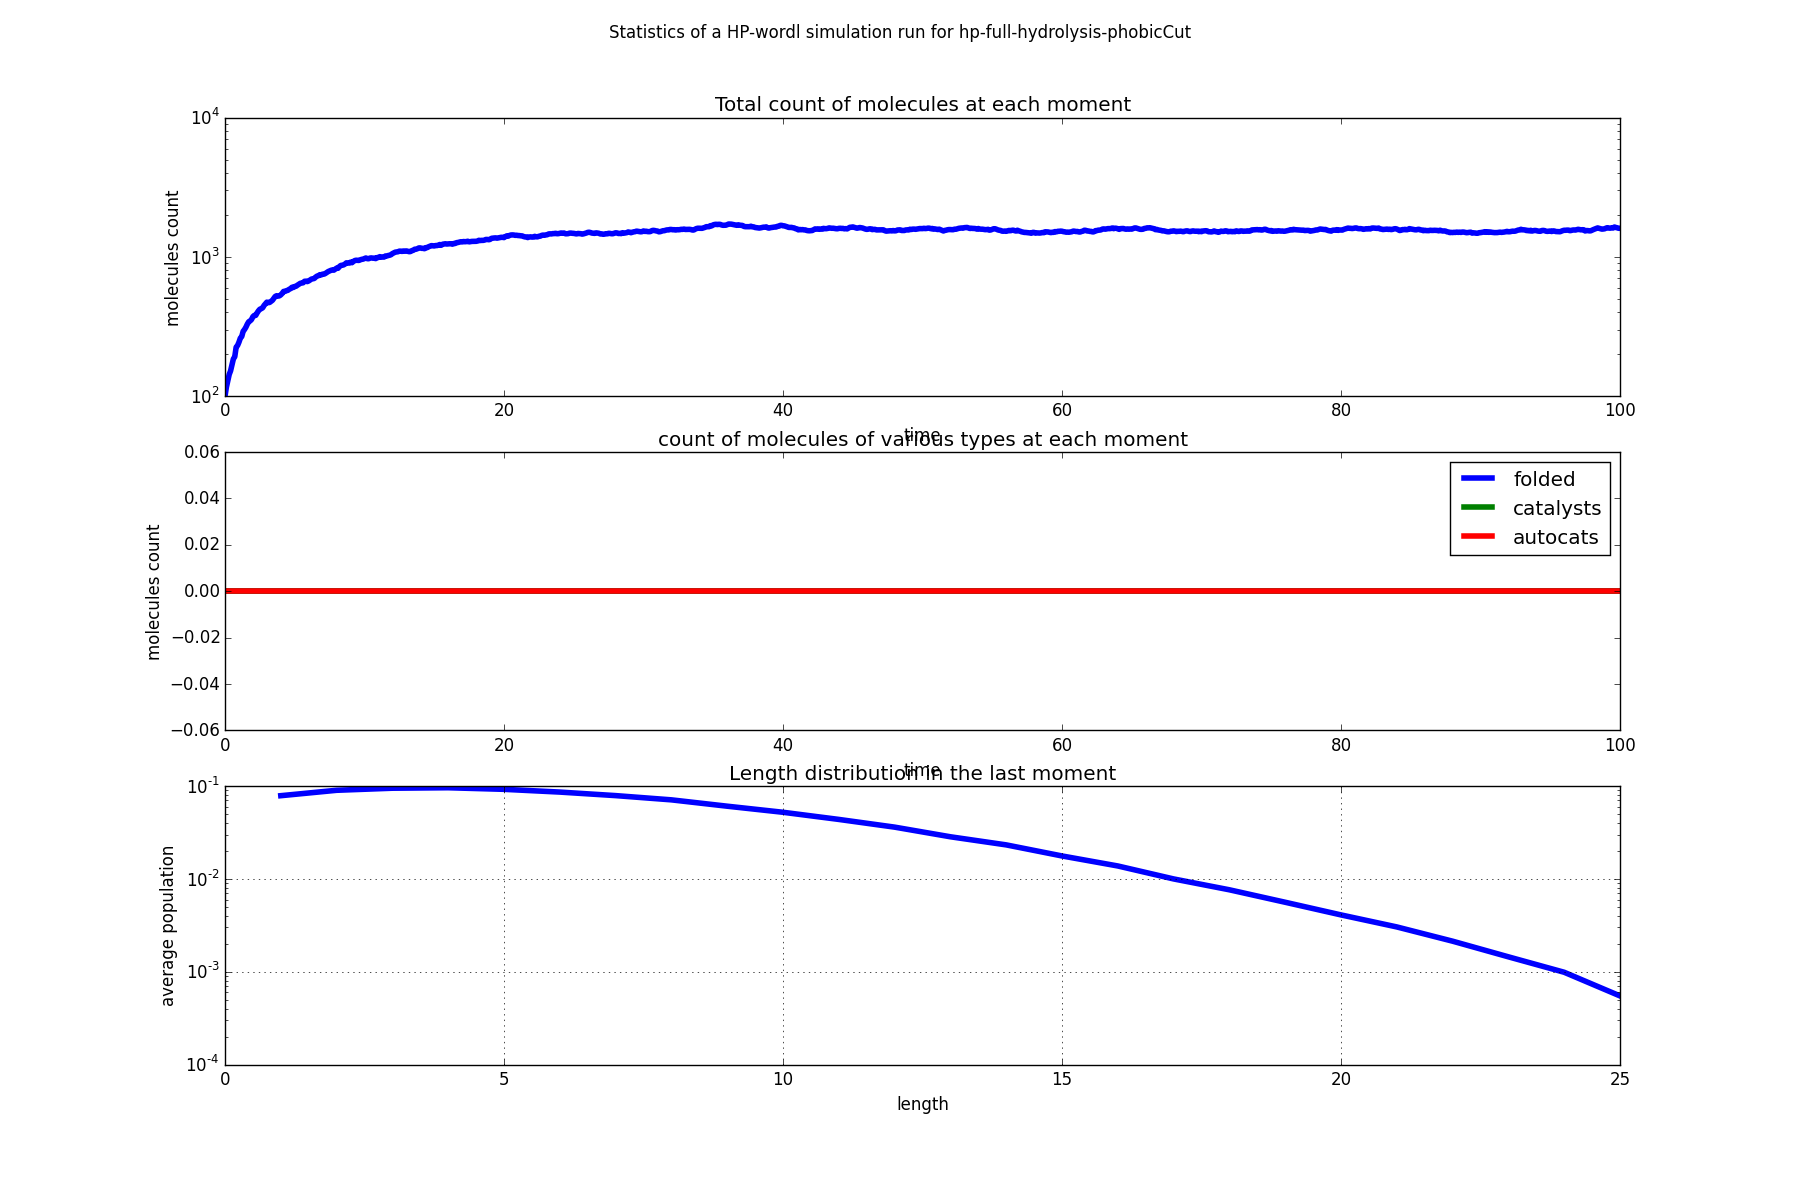 Statistics of a HP-wordl simulation run for hp-full-hydrolysis-phobicCut
Total count of molecules at each moment
10^4
10^3
10^2
molecules count
0 20 40 60 80 100
time
count of molecules of various types at each moment
0.06
0.04
0.02
0.00
−0.02
−0.04
−0.06
molecules count
folded
catalysts
autocats
0 20 40 60 80 100
time
Length distribution in the last moment
10^-1
10^-2
10^-3
10^-4
average population
0 5 10 15 20 25
length